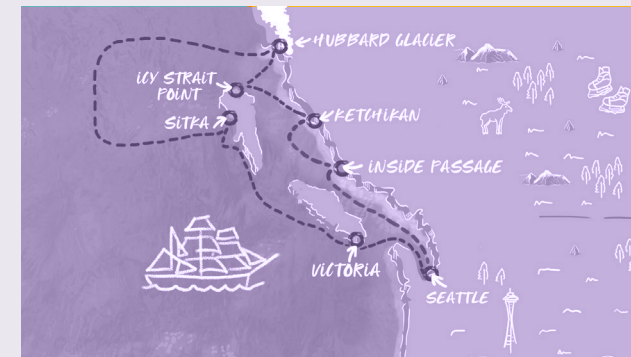 HUBBARD GLACIER
ICY STRAIT
POINT
SITKA
KETCHIKAN
INSIDE PASSAGE
VICTORIA
SEATTLE